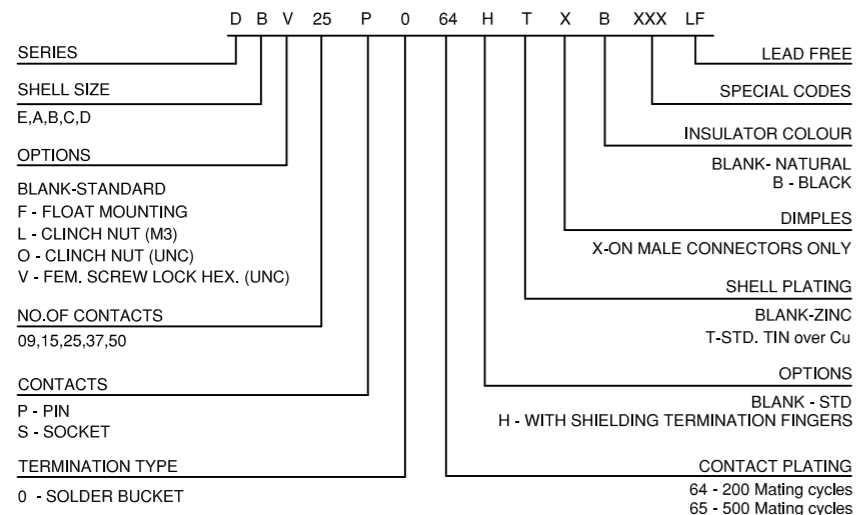 D B V 25 P 0 64 H T X B XXX LF
SERIES
SHELL SIZE
E,A,B,C,D
OPTIONS
BLANK-STANDARD
F - FLOAT MOUNTING
L - CLINCH NUT (M3)
O - CLINCH NUT (UNC)
V - FEM. SCREW LOCK HEX. (UNC)
NO.OF CONTACTS
09,15,25,37,50
CONTACTS
P - PIN
S - SOCKET
TERMINATION TYPE
0 - SOLDER BUCKET
LEAD FREE
SPECIAL CODES
INSULATOR COLOUR
BLANK- NATURAL
B - BLACK
DIMPLES
X-ON MALE CONNECTORS ONLY
SHELL PLATING
BLANK-ZINC
T-STD. TIN over Cu
OPTIONS
BLANK - STD
H - WITH SHIELDING TERMINATION FINGERS
CONTACT PLATING
64 - 200 Mating cycles
65 - 500 Mating cycles